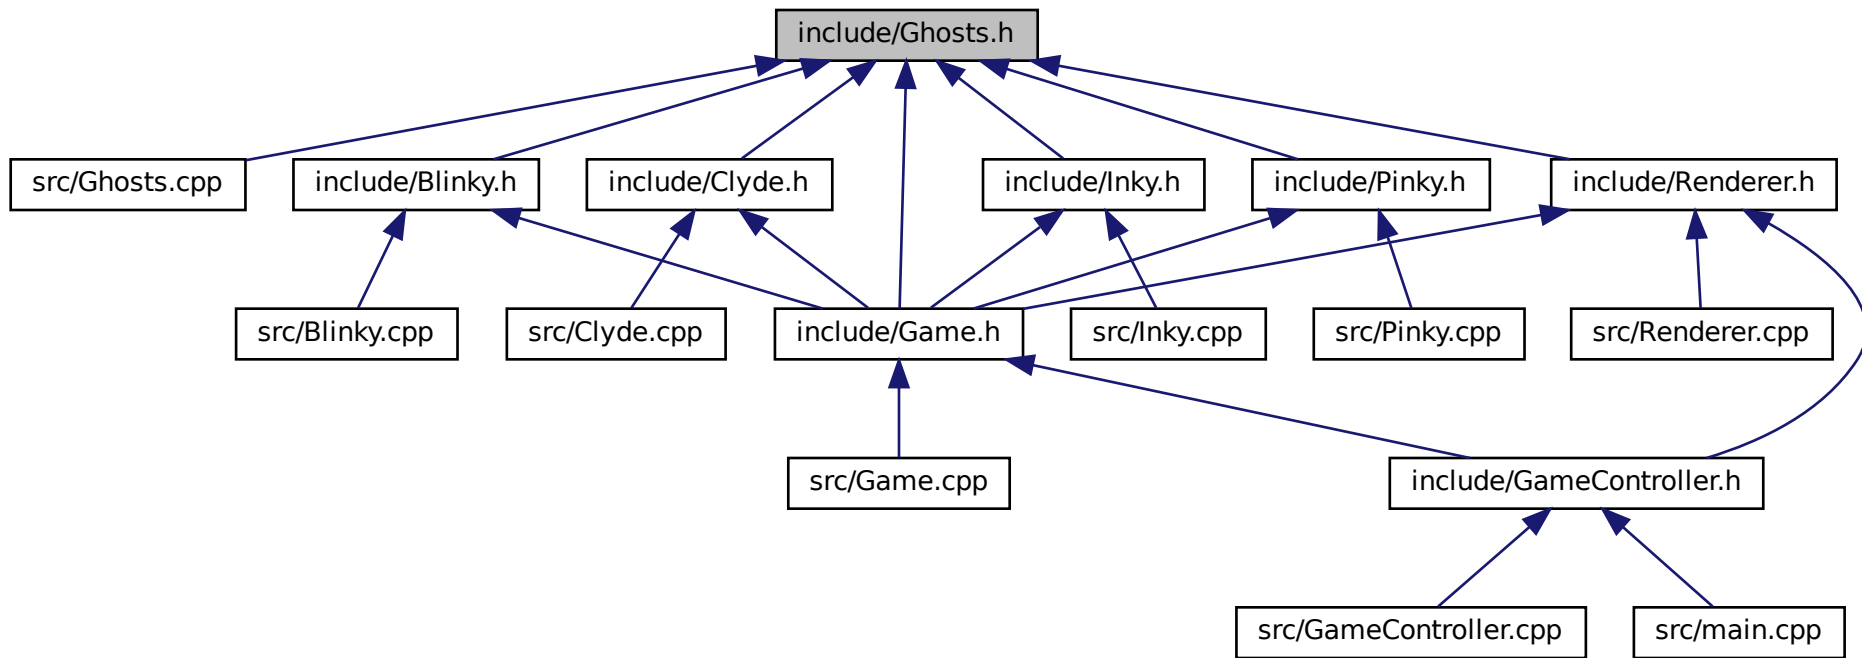 include/Ghosts.h
src/Ghosts.cpp
include/Blinky.h
include/Clyde.h
include/Inky.h
include/Pinky.h
include/Renderer.h
src/Blinky.cpp
src/Clyde.cpp
include/Game.h
src/Inky.cpp
src/Pinky.cpp
src/Renderer.cpp
src/Game.cpp
include/GameController.h
src/GameController.cpp
src/main.cpp